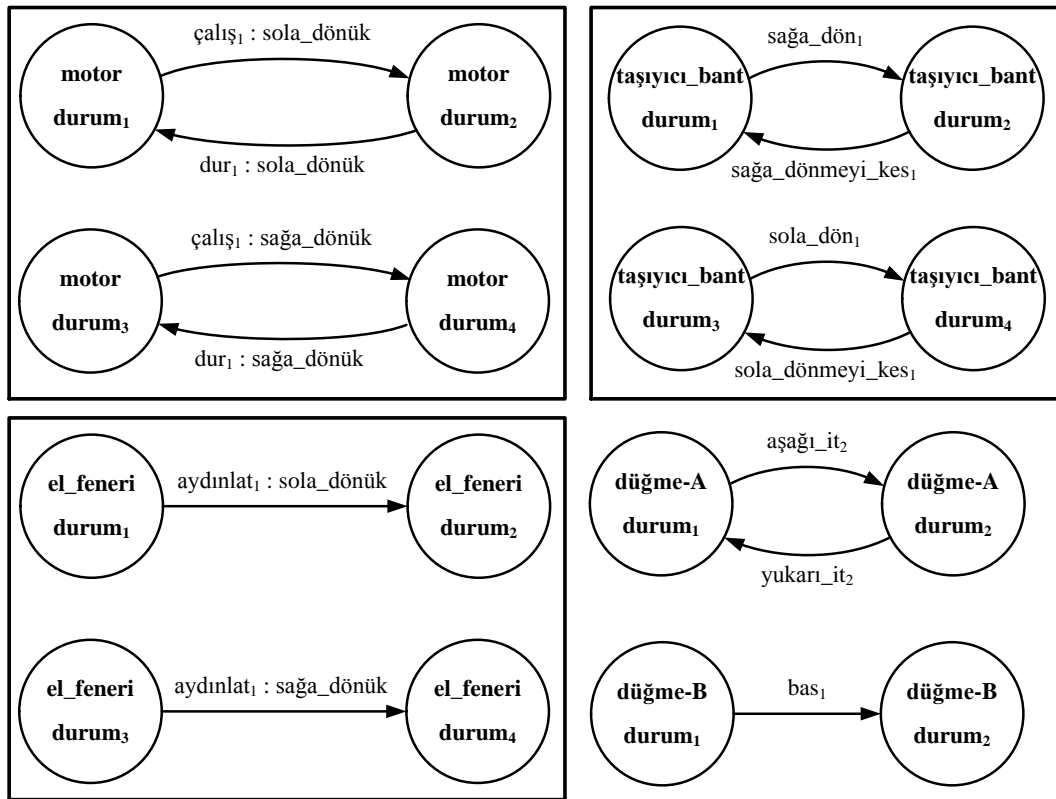 çalış₁ : sola_dönük
motor
durum₁
motor
durum₂
dur₁ : sola_dönük
çalış₁ : sağa_dönük
motor
durum₃
motor
durum₄
dur₁ : sağa_dönük
sağa_dön₁
taşıyıcı_bant
durum₁
taşıyıcı_bant
durum₂
sağa_dönmeyi_kes₁
sola_dön₁
taşıyıcı_bant
durum₃
taşıyıcı_bant
durum₄
sola_dönmeyi_kes₁
el_feneri
durum₁
aydınlat₁ : sola_dönük
el_feneri
durum₂
el_feneri
durum₃
aydınlat₁ : sağa_dönük
el_feneri
durum₄
aşağı_it₂
düğme-A
durum₁
düğme-A
durum₂
yukarı_it₂
düğme-B
durum₁
bas₁
düğme-B
durum₂